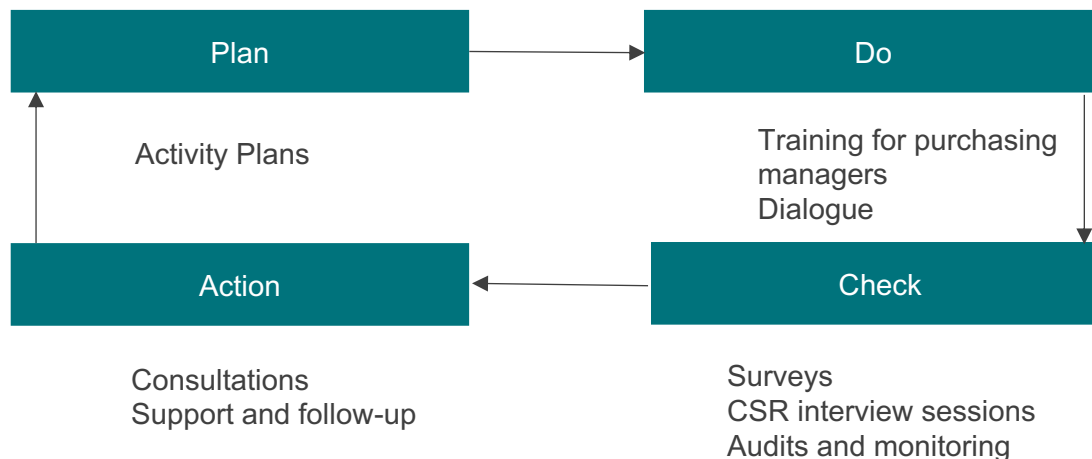 Plan
Do
Activity Plans
Training for purchasing
managers
Dialogue
Action
Check
Consultations
Support and follow-up
Surveys
CSR interview sessions
Audits and monitoring